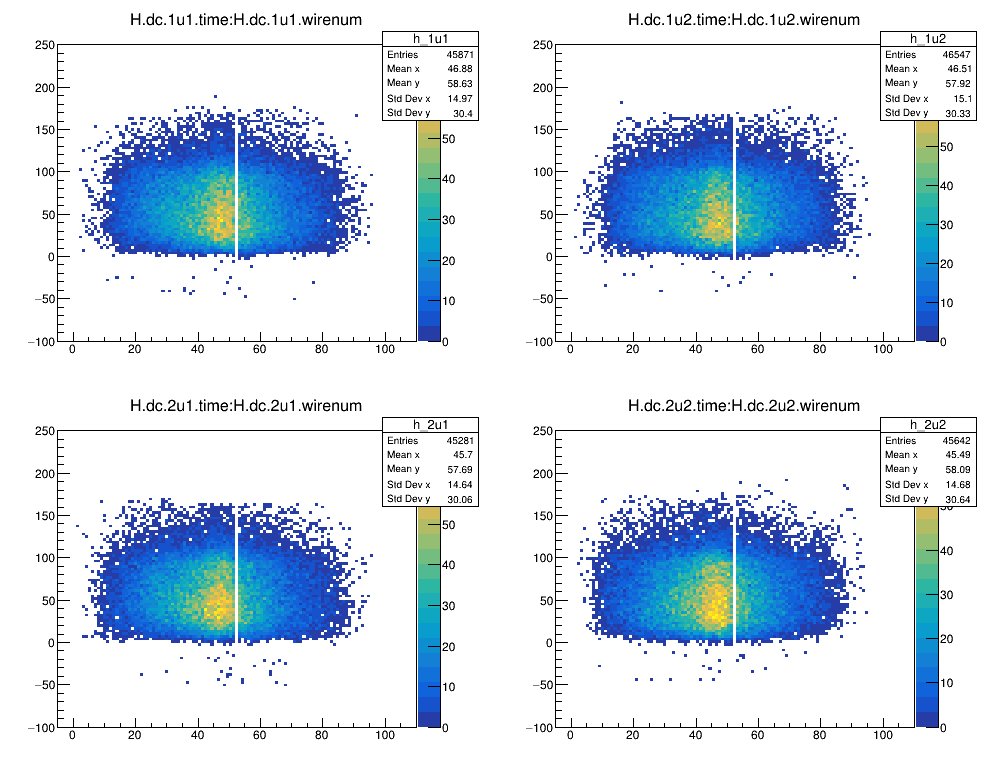 H.dc.1u1.time:H.dc.1u1.wirenum
h_1u1
Entries 45871
Mean x 46.88
Mean y 58.63
Std Dev x 14.97
Std Dev y 30.4
250
200
150
100
50
0
−50
−100
0 20 40 60 80 100
50
40
30
20
10
0
H.dc.1u2.time:H.dc.1u2.wirenum
h_1u2
Entries 46547
Mean x 46.51
Mean y 57.92
Std Dev x 15.1
Std Dev y 30.33
250
200
150
100
50
0
−50
−100
0 20 40 60 80 100
50
40
30
20
10
0
H.dc.2u1.time:H.dc.2u1.wirenum
h_2u1
Entries 45281
Mean x 45.7
Mean y 57.69
Std Dev x 14.64
Std Dev y 30.06
250
200
150
100
50
0
−50
−100
0 20 40 60 80 100
50
40
30
20
10
0
H.dc.2u2.time:H.dc.2u2.wirenum
h_2u2
Entries 45642
Mean x 45.49
Mean y 58.09
Std Dev x 14.68
Std Dev y 30.64
250
200
150
100
50
0
−50
−100
0 20 40 60 80 100
50
40
30
20
10
0